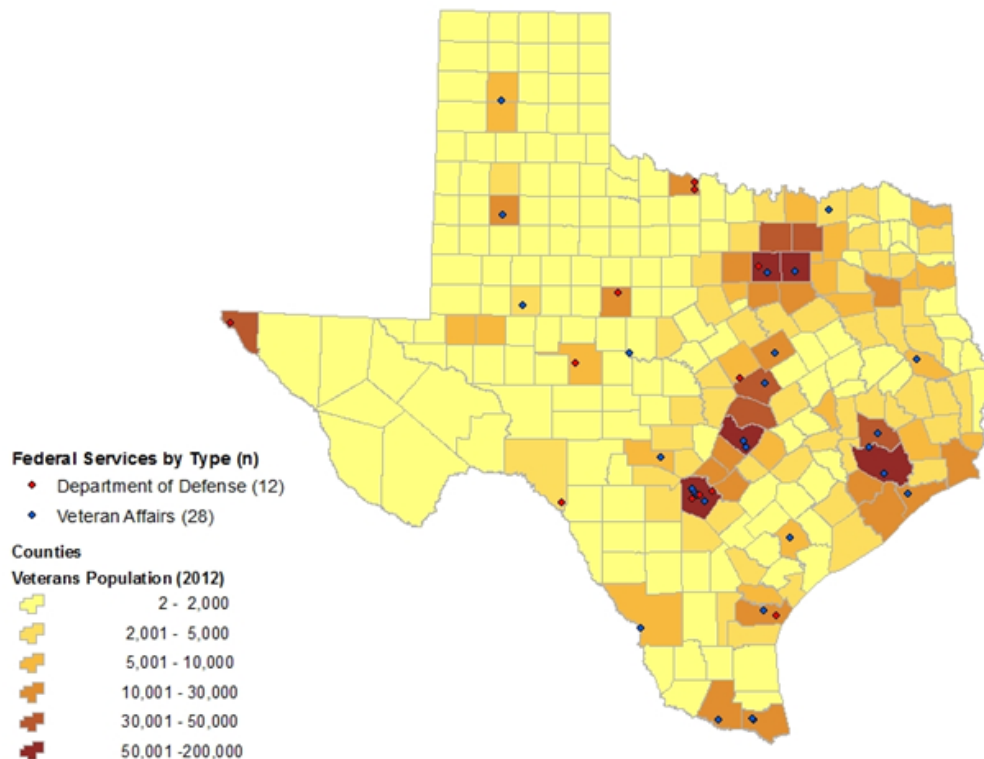 Federal Services by Type (n)
Department of Defense (12)
Veteran Affairs (28)
Counties
Veterans Population (2012)
2 - 2,000
2,001 - 5,000
5,001 - 10,000
10,001 - 30,000
30,001 - 50,000
50,001 -200,000